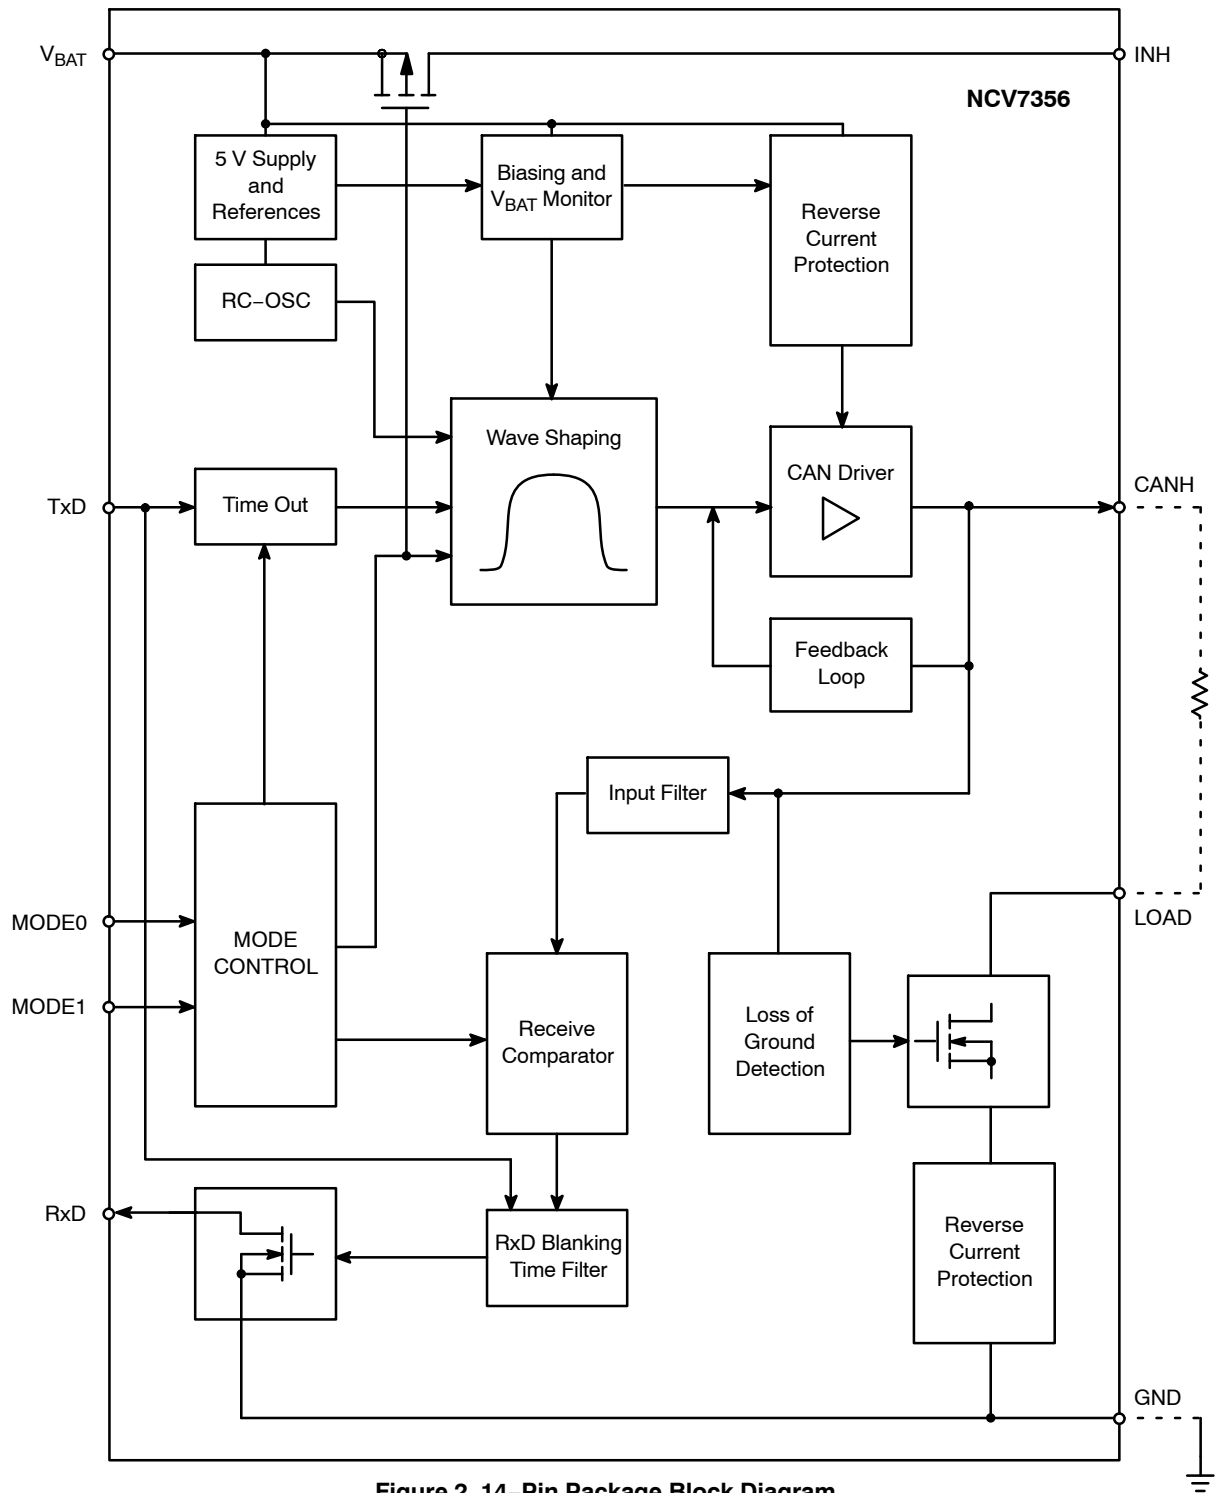 VBAT
INH
NCV7356
5 V Supply
and
References
Biasing and
VBAT Monitor
Reverse
Current
Protection
RC−OSC
Wave Shaping
CAN Driver
CANH
TxD
Time Out
Feedback
Loop
Input Filter
LOAD
MODE0
MODE
CONTROL
MODE1
Receive
Comparator
Loss of
Ground
Detection
RxD
RxD Blanking
Time Filter
Reverse
Current
Protection
GND
Figure 2. 14−Pin Package Block Diagram